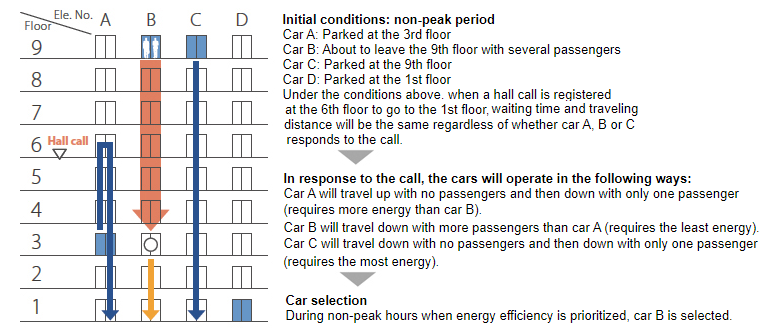 Ele. No. A B C D
Floor
9
8
7
6 Hall call
5
4
3
2
1
Initial conditions: non-peak period
Car A: Parked at the 3rd floor
Car B: About to leave the 9th floor with several passengers
Car C: Parked at the 9th floor
Car D: Parked at the 1st floor
Under the conditions above. when a hall call is registered
at the 6th floor to go to the 1st floor, waiting time and traveling
distance will be the same regardless of whether car A, B or C
responds to the call.
In response to the call, the cars will operate in the following ways:
Car A will travel up with no passengers and then down with only one passenger
(requires more energy than car B).
Car B will travel down with more passengers than car A (requires the least energy).
Car C will travel down with no passengers and then down with only one passenger
(requires the most energy).
Car selection
During non-peak hours when energy efficiency is prioritized, car B is selected.